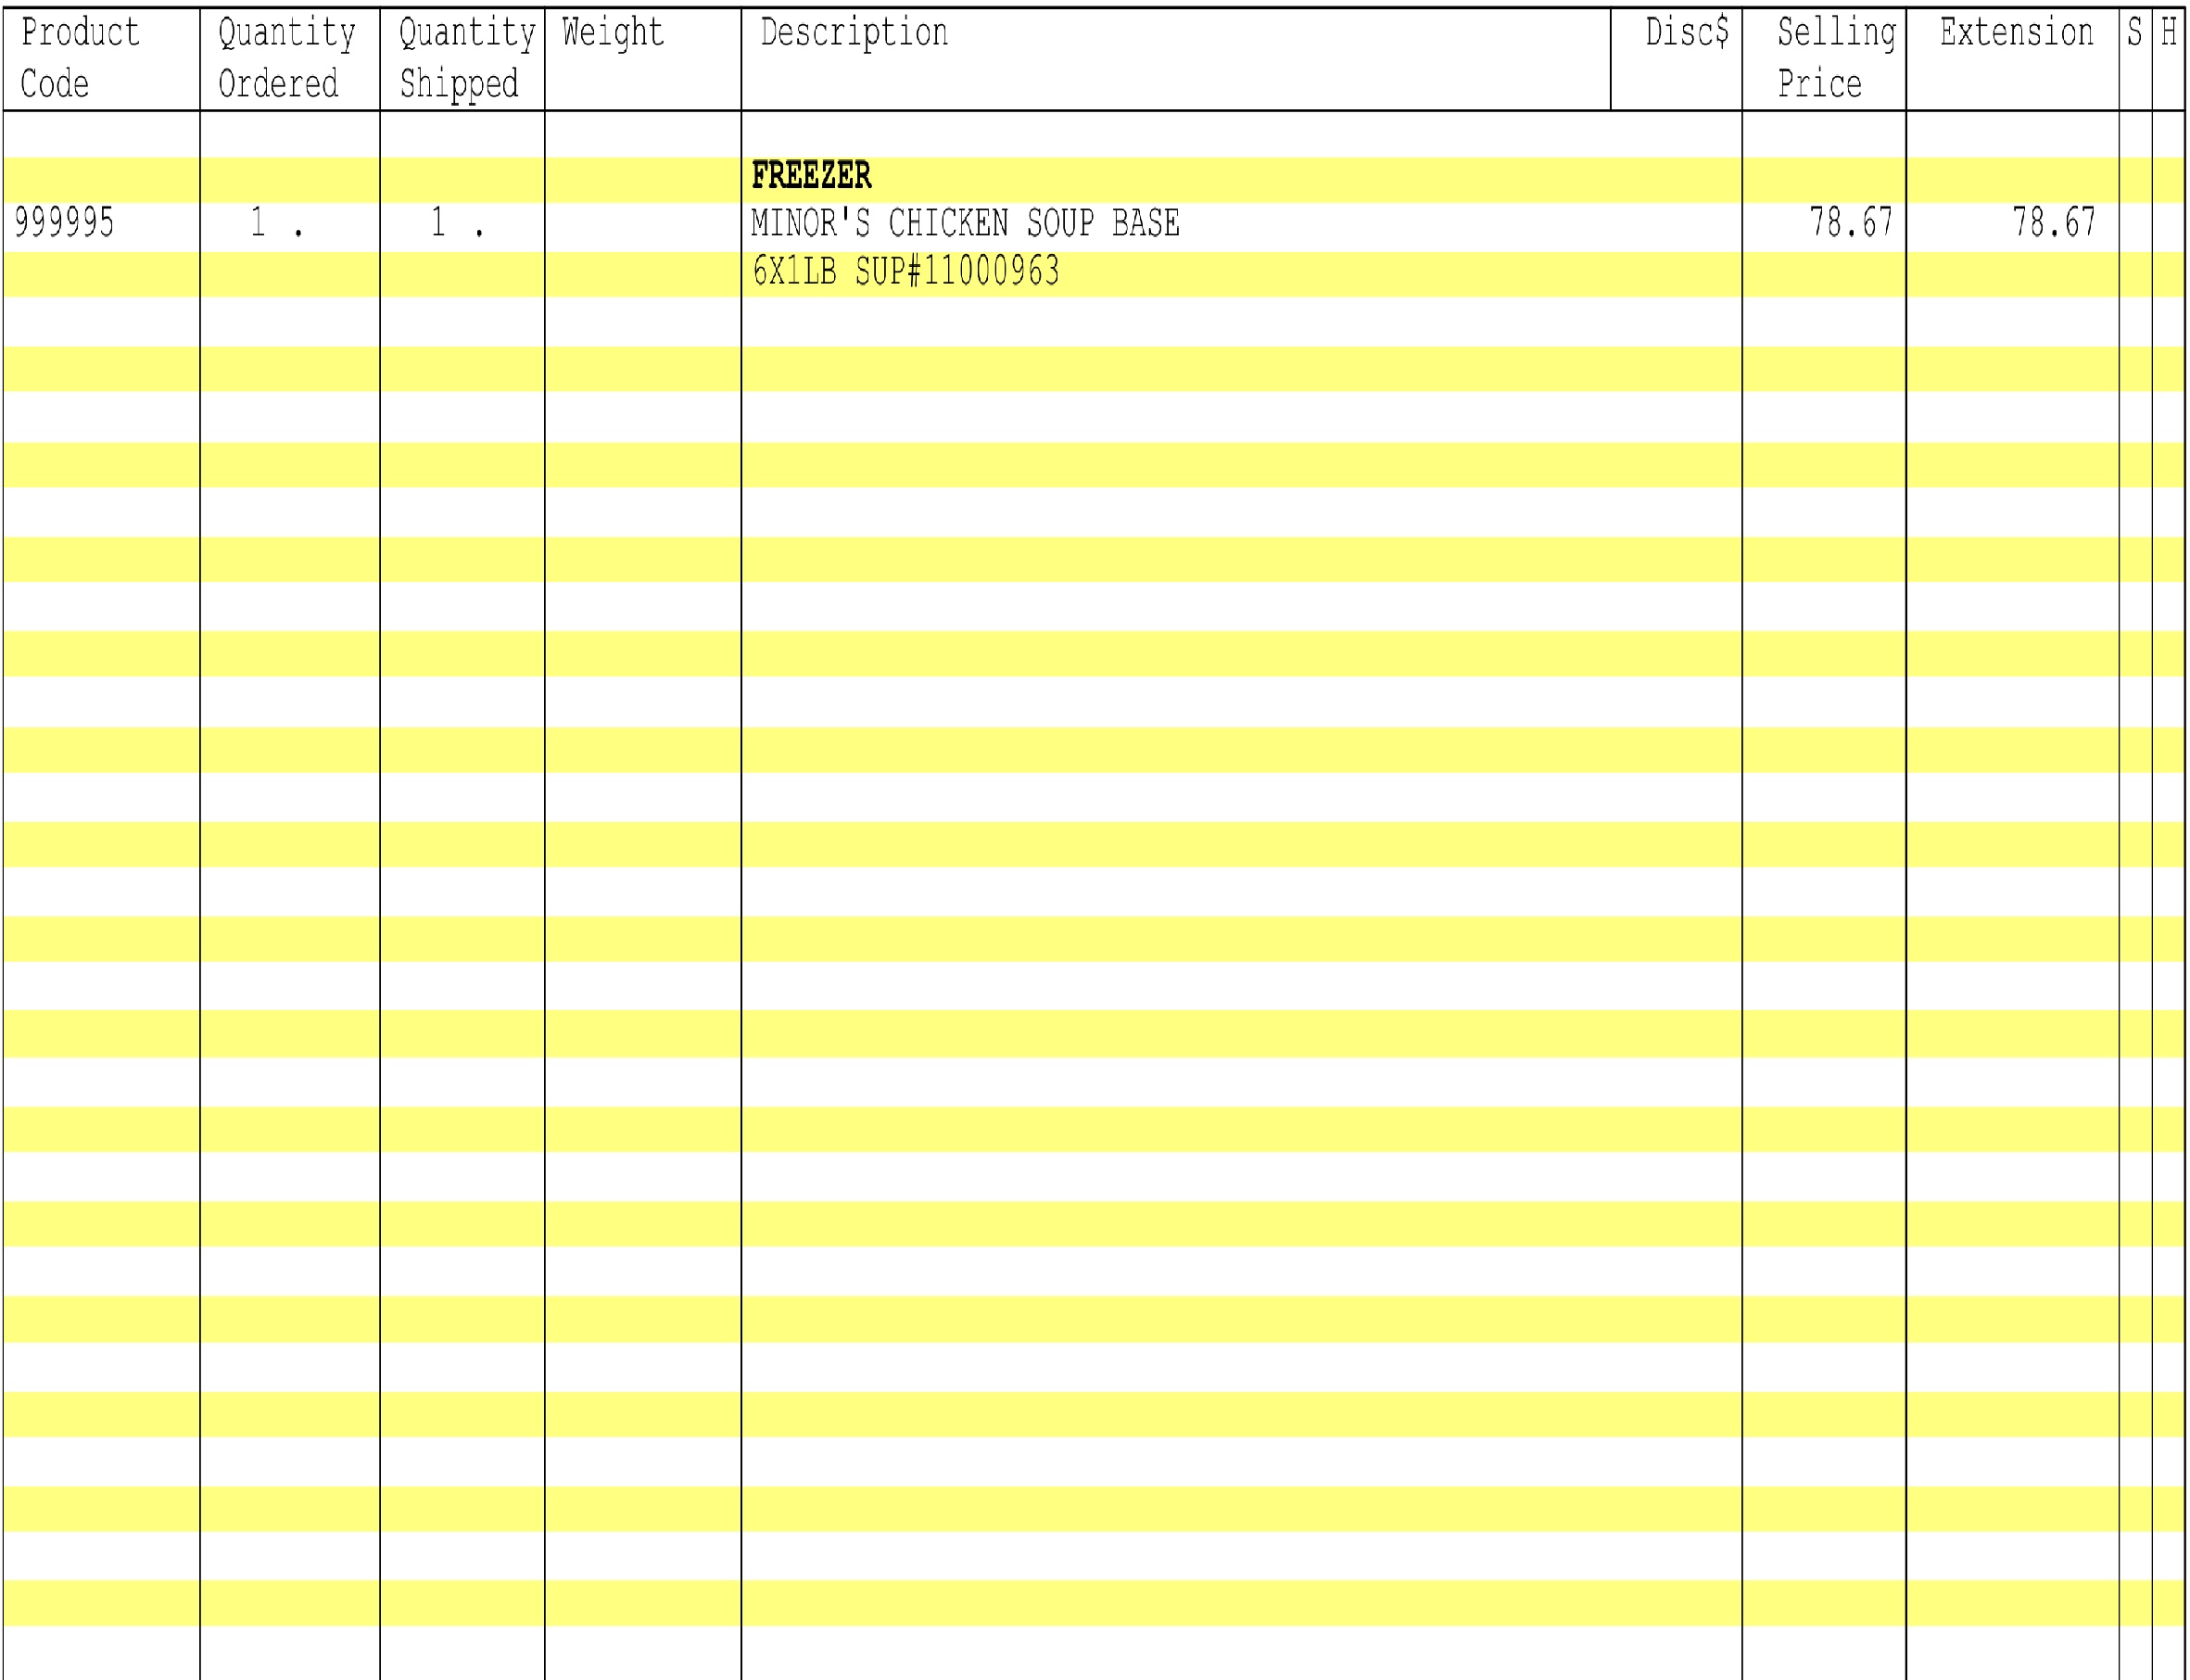 Product Code Quantity Ordered Quantity Shipped Weight Description Disc$ Selling Price Extension S H
FREEZER
999995 1 . 1 . MINOR'S CHICKEN SOUP BASE 78.67 78.67
6X1LB SUP#11000963